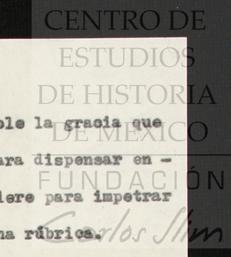 CENTRO DE
ESTUDIOS
DE HISTORIA
DE MÉXICO
FUNDACIÓN
Carlos Slim
ole la gracia que
ara dispensar en —
iere para impetrar
na rúbrica.